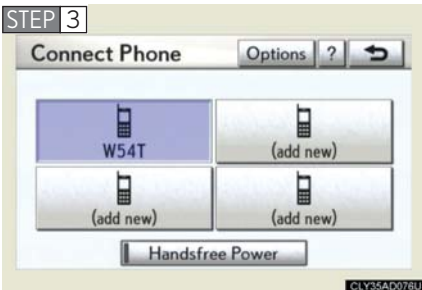 STEP 3
Connect Phone Options ?
W54T (add new)
(add new) (add new)
Handsfree Power
CLY35AD076U